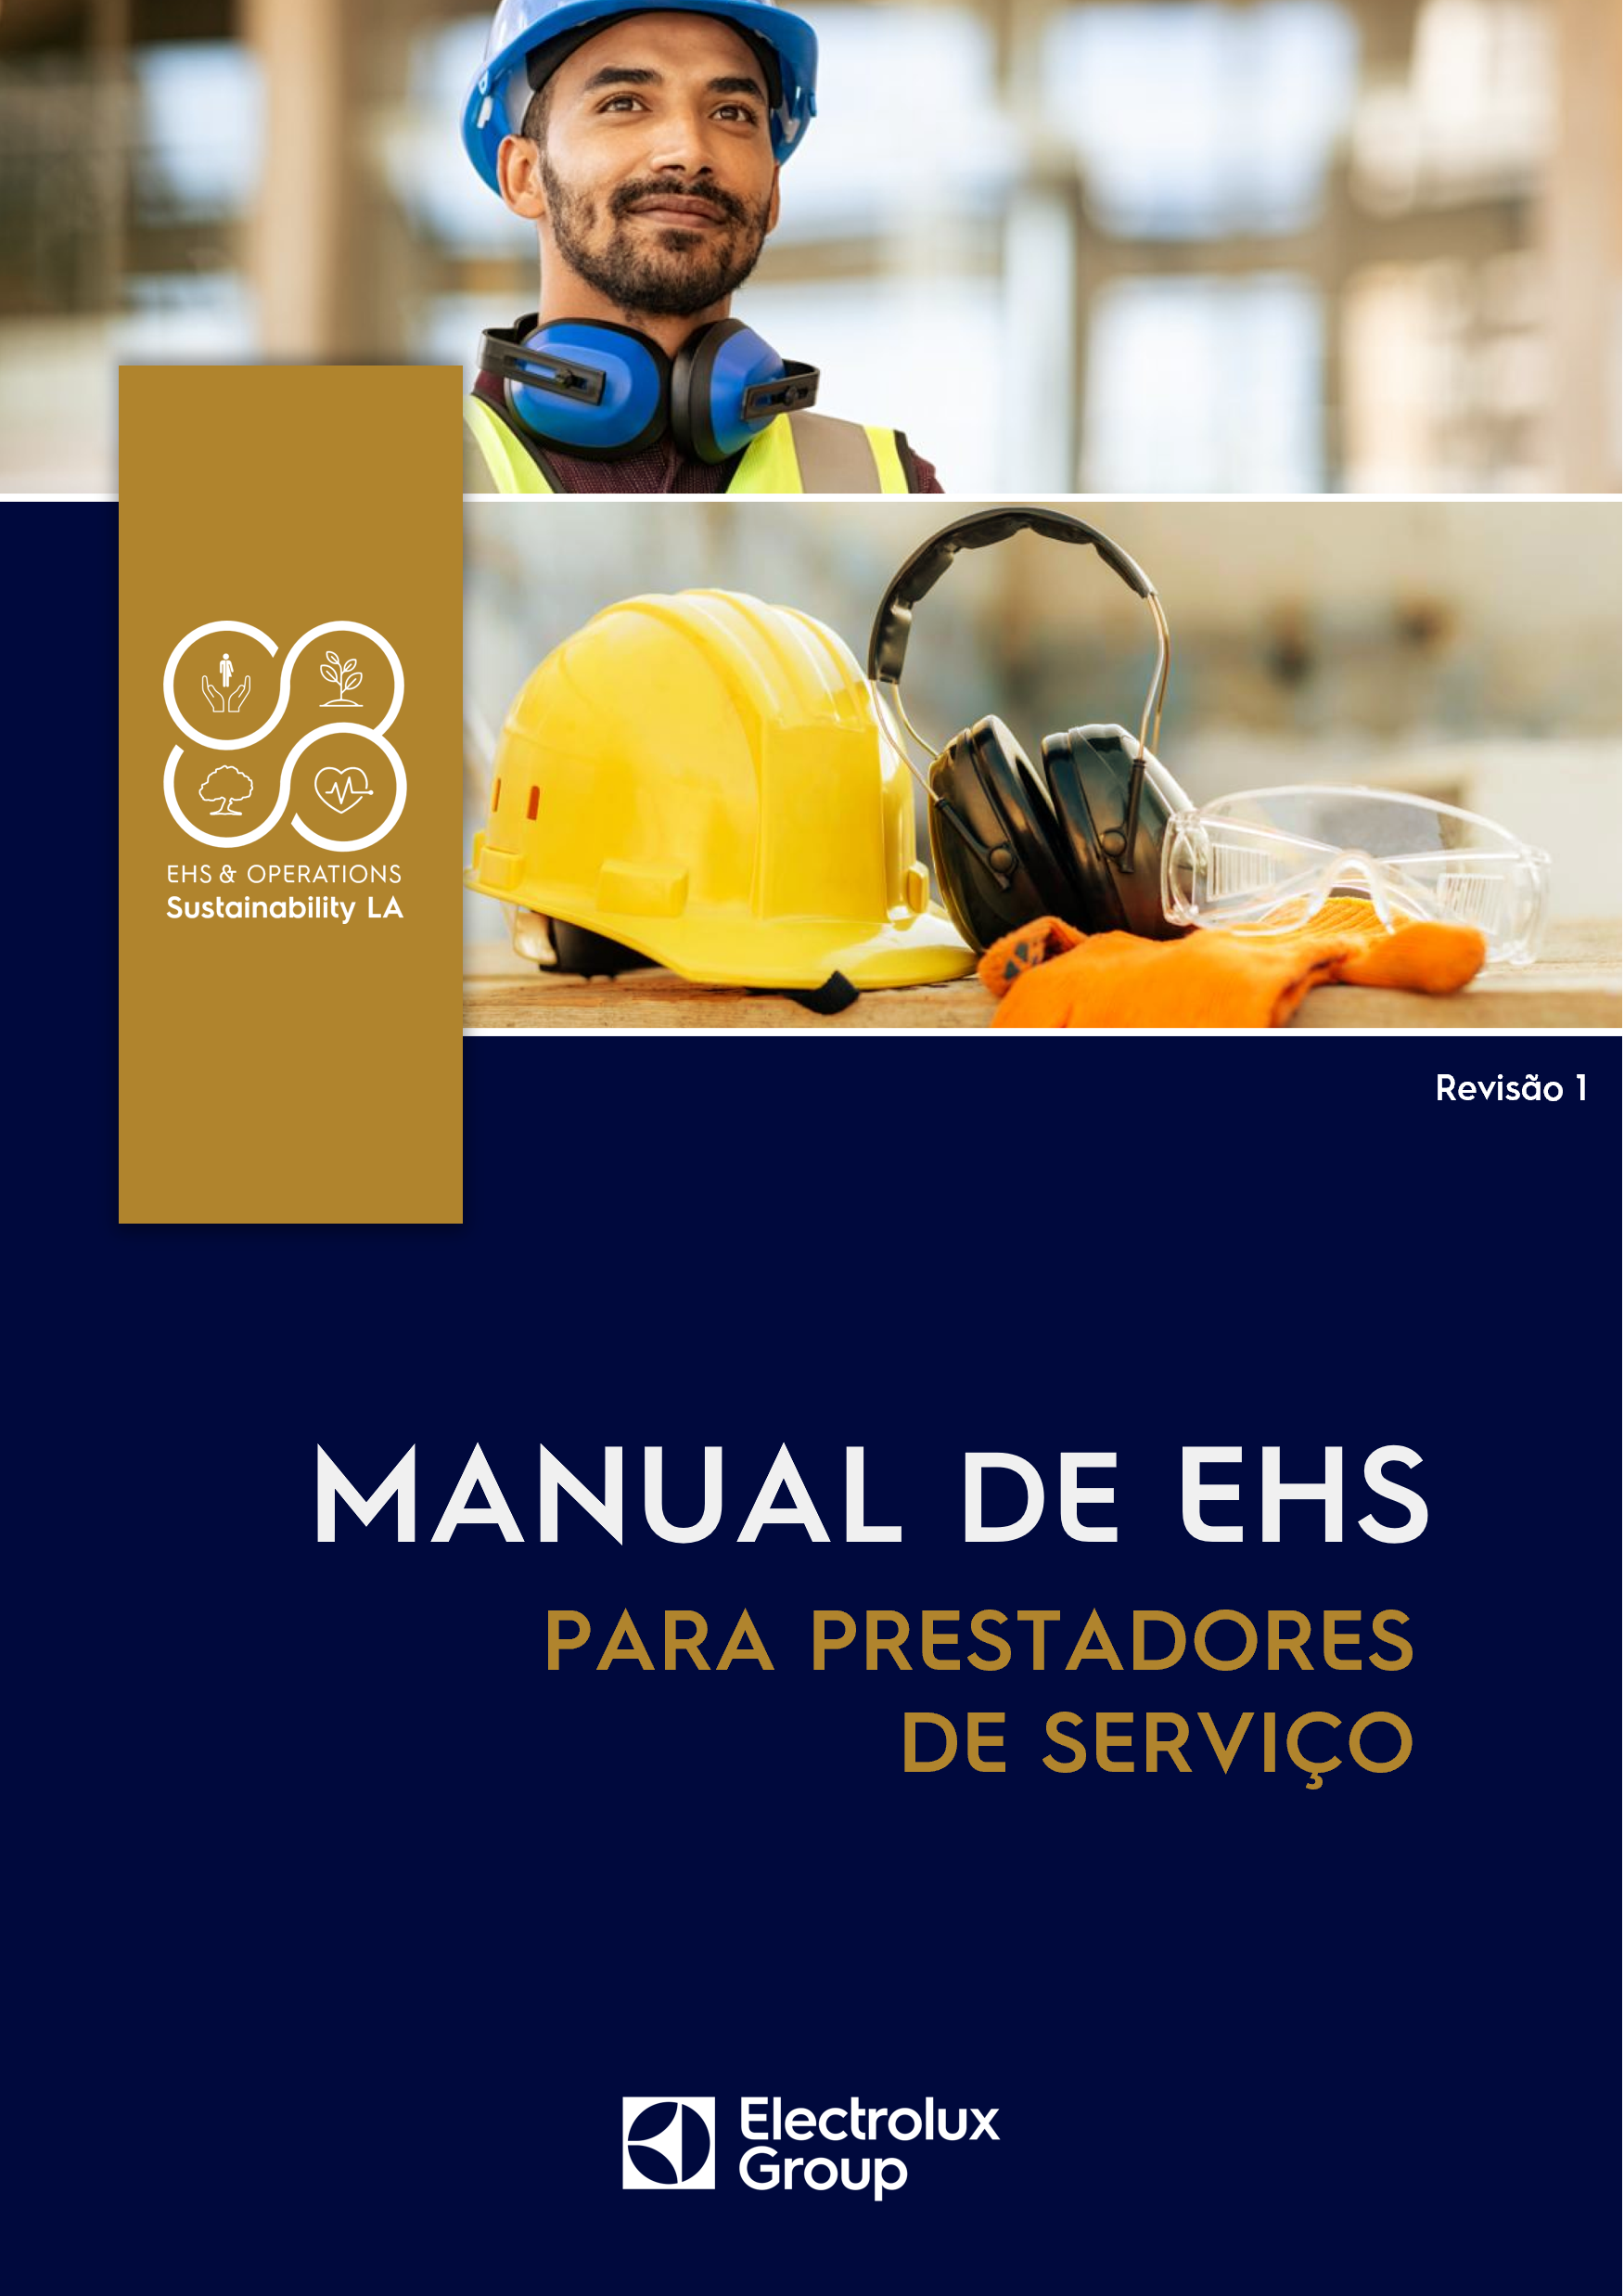 EHS & OPERATIONS
Sustainability LA
Revisão 1
MANUAL DE EHS
PARA PRESTADORES
DE SERVIÇO
Electrolux
Group